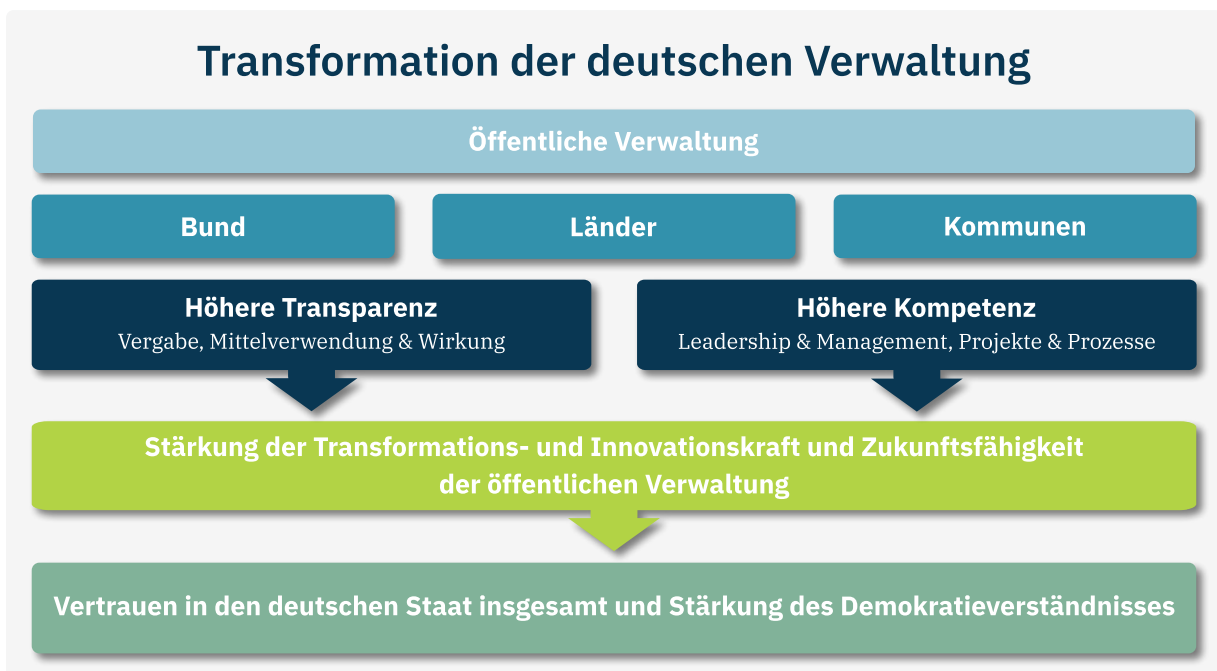 Transformation der deutschen Verwaltung
Öffentliche Verwaltung
Bund
Länder
Kommunen
Höhere Transparenz
Vergabe, Mittelverwendung & Wirkung
Höhere Kompetenz
Leadership & Management, Projekte & Prozesse
Stärkung der Transformations- und Innovationskraft und Zukunftsfähigkeit
der öffentlichen Verwaltung
Vertrauen in den deutschen Staat insgesamt und Stärkung des Demokratieverständnisses